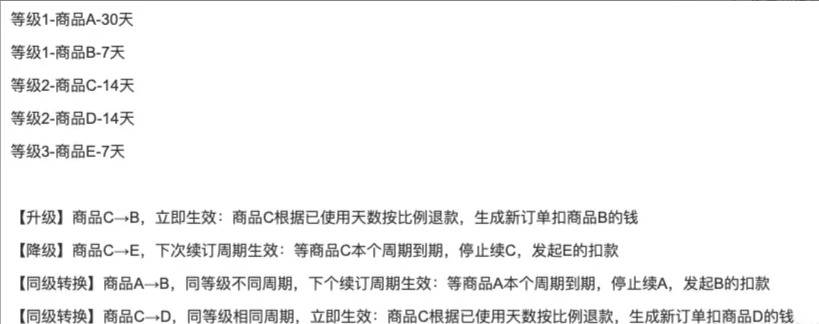 等级1-商品A-30天
等级1-商品B-7天
等级2-商品C-14天
等级2-商品D-14天
等级3-商品E-7天
【升级】商品C→B，立即生效：商品C根据已使用天数按比例退款，生成新订单扣商品B的钱
【降级】商品C→E，下次续订周期生效：等商品C本个周期到期，停止续C，发起E的扣款
【同级转换】商品A→B，同等级不同周期，下个续订周期生效：等商品A本个周期到期，停止续A，发起B的扣款
【同级转换】商品C→D，同等级相同周期，立即生效：商品C根据已使用天数按比例退款，生成新订单扣商品D的钱